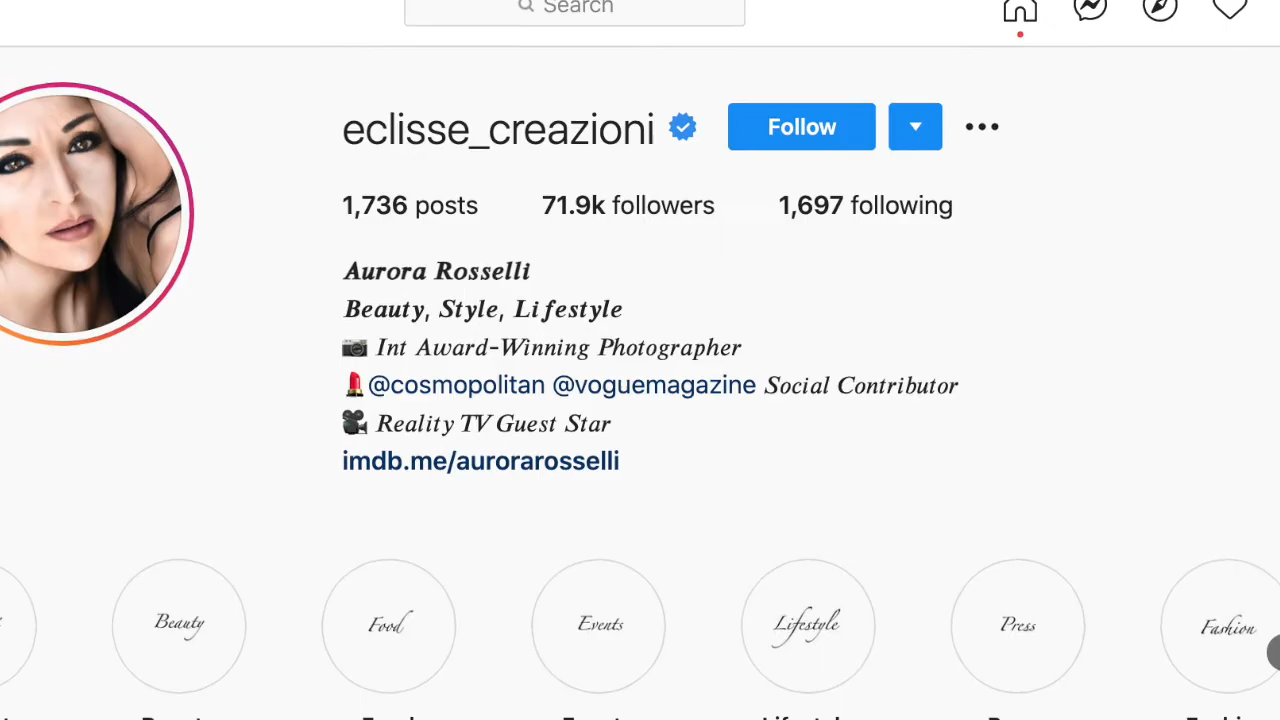 Search
eclisse_creazioni Follow
1,736 posts 71.9k followers 1,697 following
Aurora Rosselli
Beauty, Style, Lifestyle
Int Award-Winning Photographer
@cosmopolitan @voguemagazine Social Contributor
Reality TV Guest Star
imdb.me/aurorarosselli
Beauty Food Events Lifestyle Press Fashion